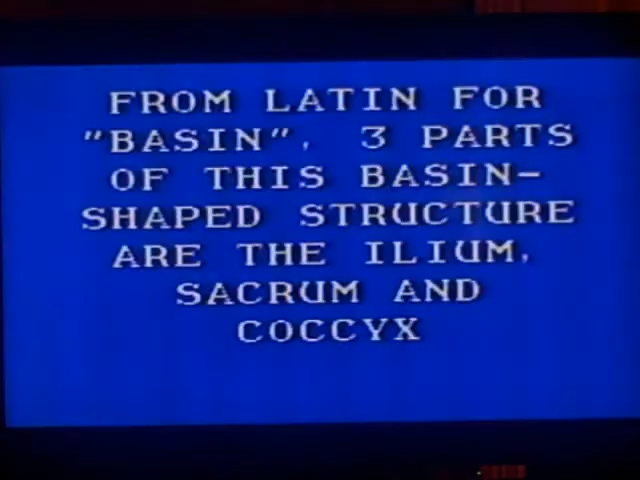 FROM LATIN FOR
"BASIN", 3 PARTS
OF THIS BASIN-
SHAPED STRUCTURE
ARE THE ILIUM,
SACRUM AND
COCCYX